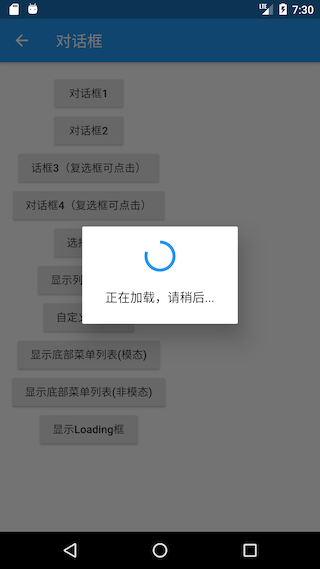 LTE 7:30
对话框
对话框1
对话框2
话框3（复选框可点击）
对话框4（复选框可点击）
选择
显示列
正在加载，请稍后...
自定义
显示底部菜单列表(模态)
显示底部菜单列表(非模态)
显示Loading框